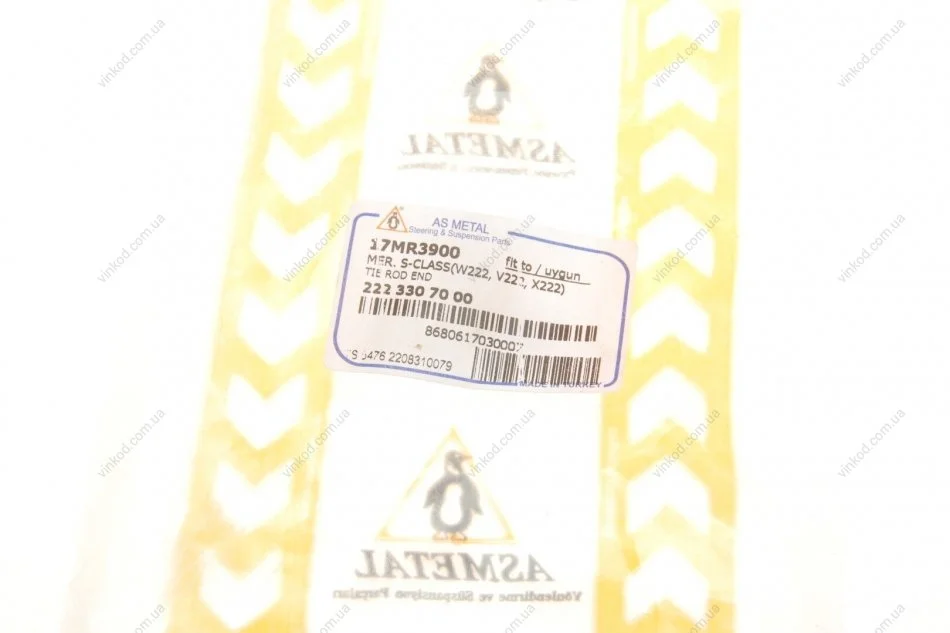 ASMETAL
AS METAL
Steering & Suspension Parts
17MR3900
fit to / uygun
MER. S-CLASS(W222, V222, X222)
TIE ROD END
222 330 70 00
8680617030007
5476 2208310079
MADE IN TURKEY
ASMETAL
Yönlendirme ve Süspansiyon Parçaları
vinkod.com.ua